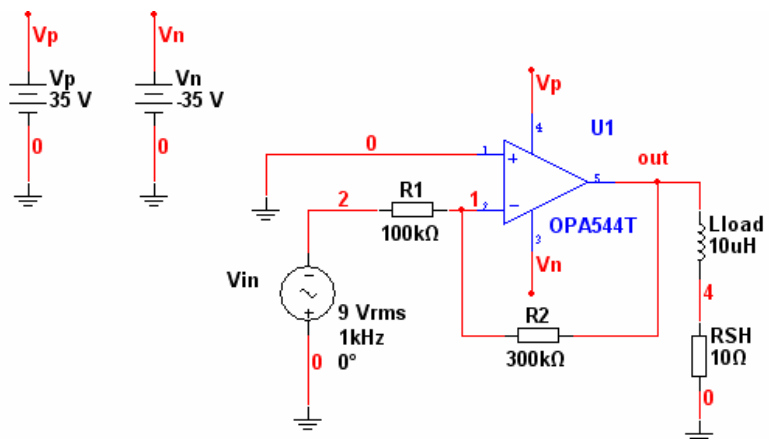 Vp
Vn
Vp
35 V
Vn
-35 V
0
0
Vp
4
U1
0
1
+
out
5
2
R1
1
2
−
100kΩ
OPA544T
3
Vn
Lload
10uH
Vin
−
+
9 Vrms
1kHz
0°
0
R2
300kΩ
4
RSH
10Ω
0